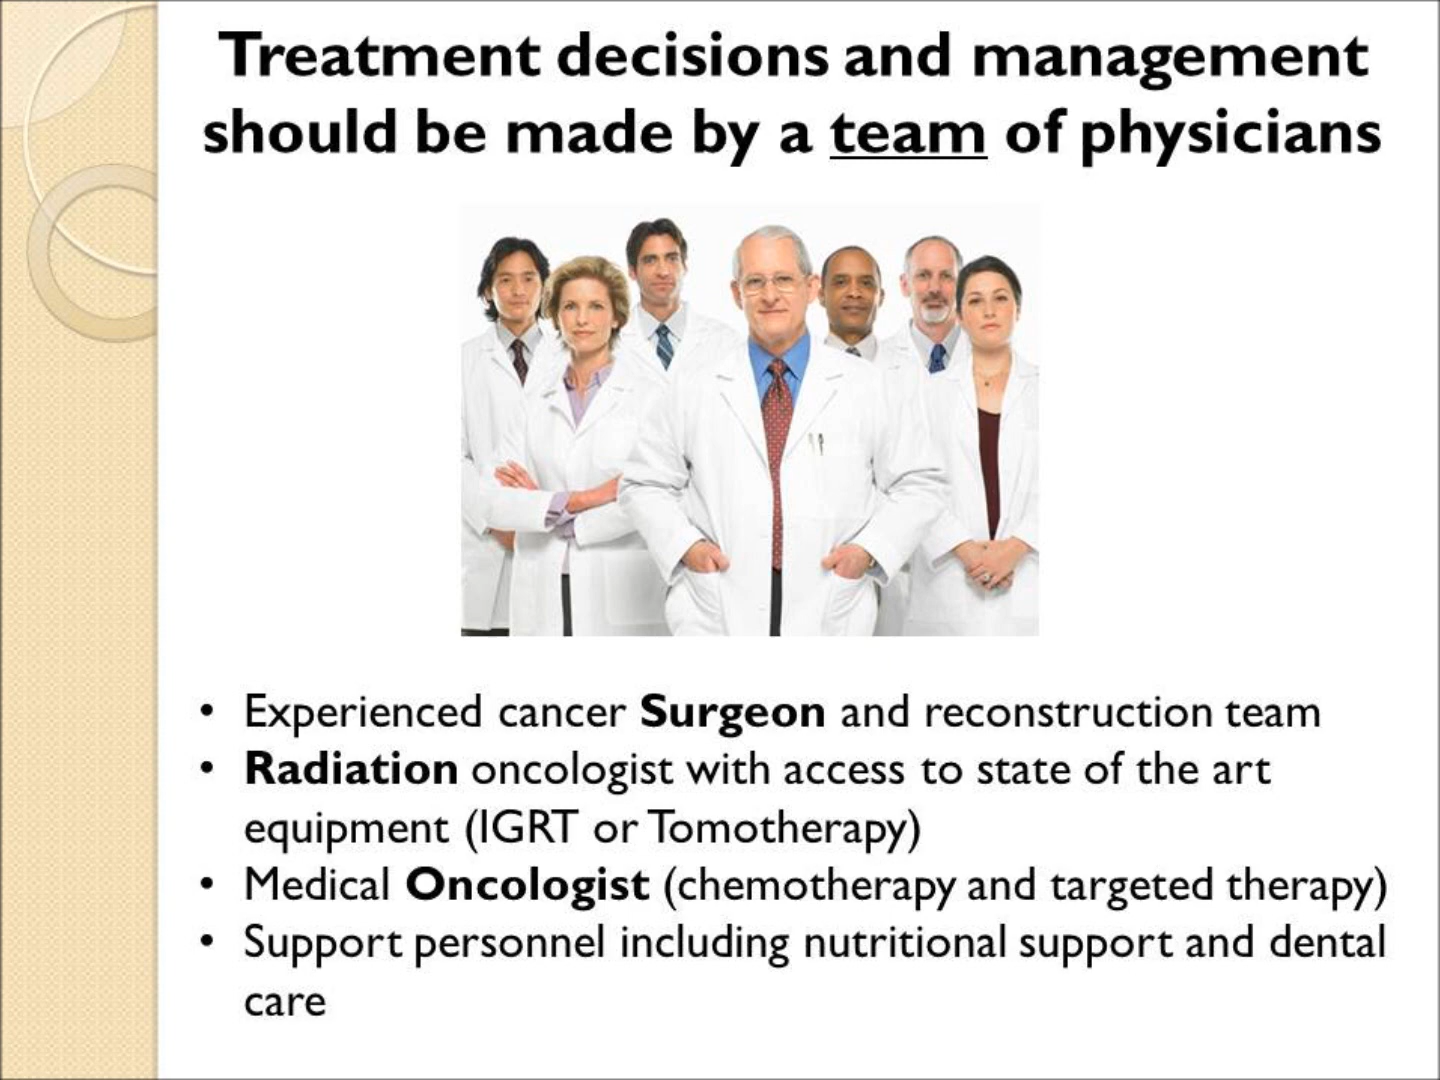 Treatment decisions and management
should be made by a team of physicians
• Experienced cancer Surgeon and reconstruction team
• Radiation oncologist with access to state of the art
equipment (IGRT or Tomotherapy)
• Medical Oncologist (chemotherapy and targeted therapy)
• Support personnel including nutritional support and dental
care